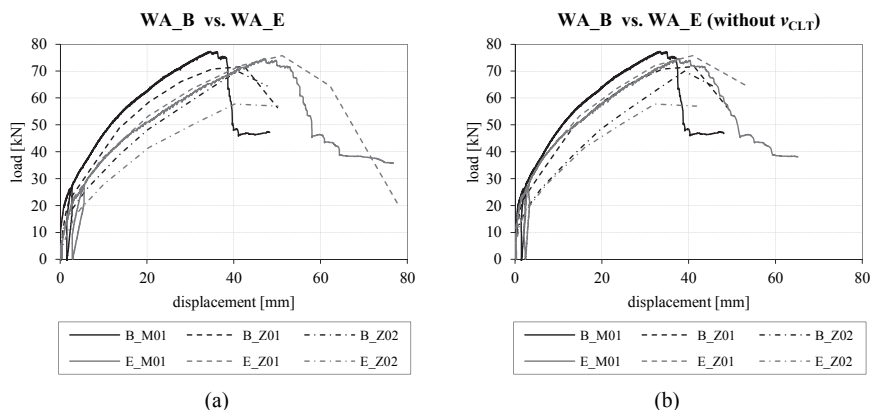 WA_B vs. WA_E
80
70
60
50
40
30
20
10
0
load [kN]
0 20 40 60 80
displacement [mm]
B_M01 B_Z01 B_Z02
E_M01 E_Z01 E_Z02
(a)
WA_B vs. WA_E (without vCLT)
80
70
60
50
40
30
20
10
0
load [kN]
0 20 40 60 80
displacement [mm]
B_M01 B_Z01 B_Z02
E_M01 E_Z01 E_Z02
(b)